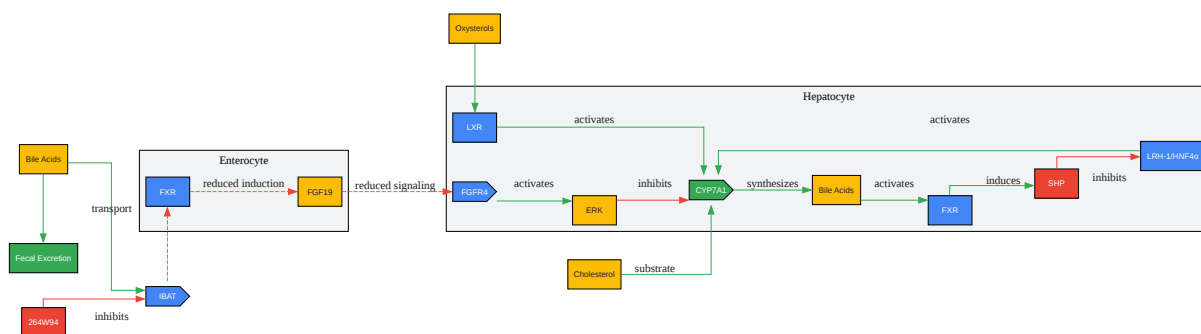 Oxysterols
Hepatocyte
LXR
activates
activates
Bile Acids
Enterocyte
LRH-1/HNF4α
FXR
reduced induction
FGF19
reduced signaling
FGFR4
activates
inhibits
CYP7A1
synthesizes
Bile Acids
activates
induces
SHP
inhibits
transport
ERK
FXR
Fecal Excretion
Cholesterol
substrate
IBAT
264W94
inhibits